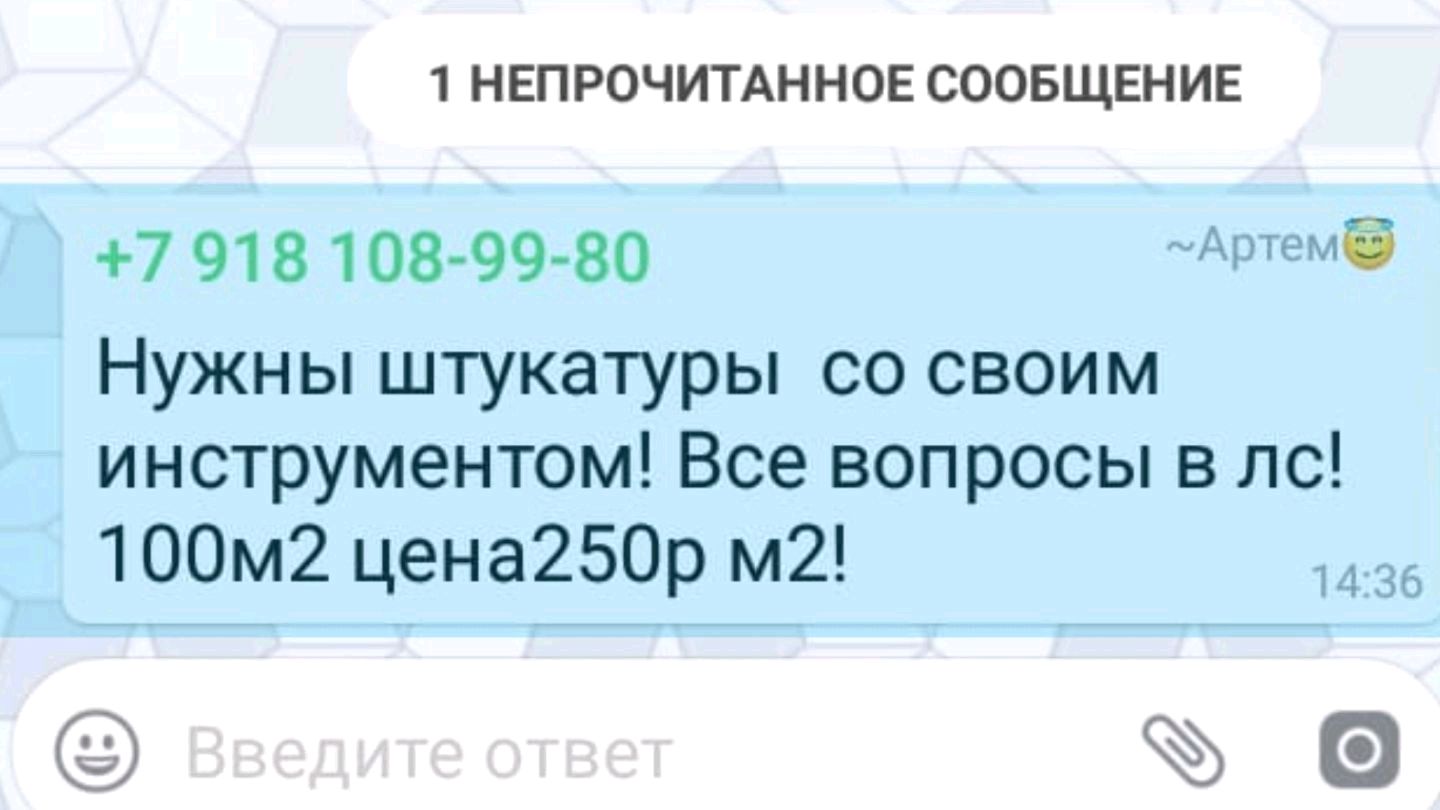 1 НЕПРОЧИТАННОЕ СООБЩЕНИЕ
+7 918 108-99-80 ~Артем😇
Нужны штукатуры со своим
инструментом! Все вопросы в лс!
100м2 цена250р м2!
14:36
Введите ответ